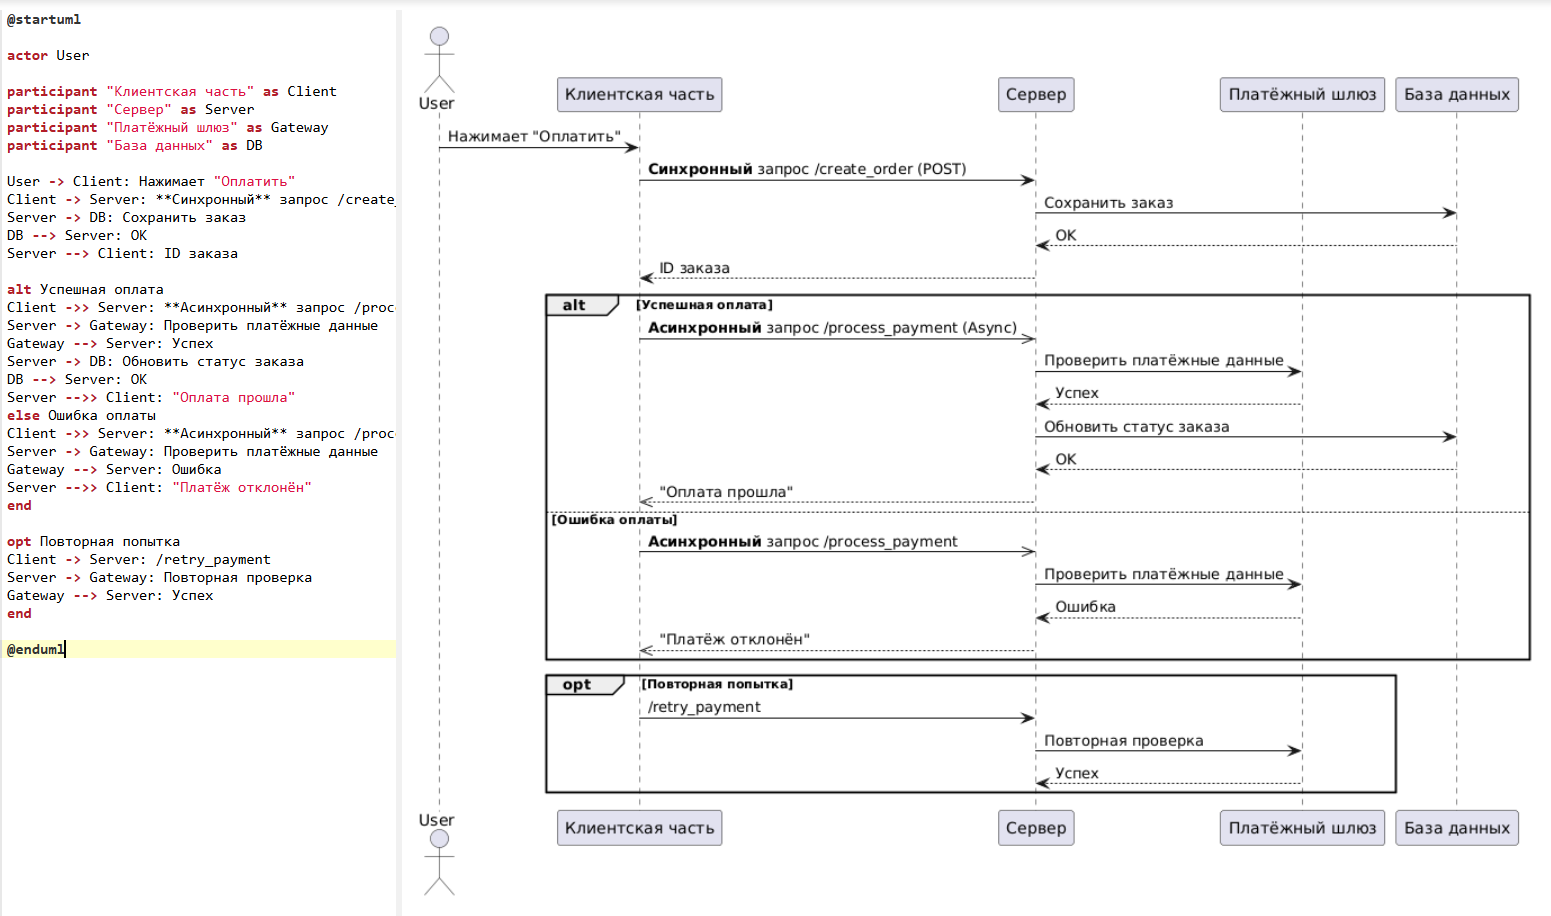 @startuml
actor User
participant "Клиентская часть" as Client
participant "Сервер" as Server
participant "Платёжный шлюз" as Gateway
participant "База данных" as DB
User -> Client: Нажимает "Оплатить"
Client -> Server: **Синхронный** запрос /create_
Server -> DB: Сохранить заказ
DB --> Server: OK
Server --> Client: ID заказа
alt Успешная оплата
Client ->> Server: **Асинхронный** запрос /proc
Server -> Gateway: Проверить платёжные данные
Gateway --> Server: Успех
Server -> DB: Обновить статус заказа
DB --> Server: OK
Server -->> Client: "Оплата прошла"
else Ошибка оплаты
Client ->> Server: **Асинхронный** запрос /proc
Server -> Gateway: Проверить платёжные данные
Gateway --> Server: Ошибка
Server -->> Client: "Платёж отклонён"
end
opt Повторная попытка
Client -> Server: /retry_payment
Server -> Gateway: Повторная проверка
Gateway --> Server: Успех
end
@enduml
User
Клиентская часть
Сервер
Платёжный шлюз
База данных
Нажимает "Оплатить"
Синхронный запрос /create_order (POST)
Сохранить заказ
OK
ID заказа
alt [Успешная оплата]
Асинхронный запрос /process_payment (Async)
Проверить платёжные данные
Успех
Обновить статус заказа
OK
"Оплата прошла"
[Ошибка оплаты]
Асинхронный запрос /process_payment
Проверить платёжные данные
Ошибка
"Платёж отклонён"
opt [Повторная попытка]
/retry_payment
Повторная проверка
Успех
User
Клиентская часть
Сервер
Платёжный шлюз
База данных